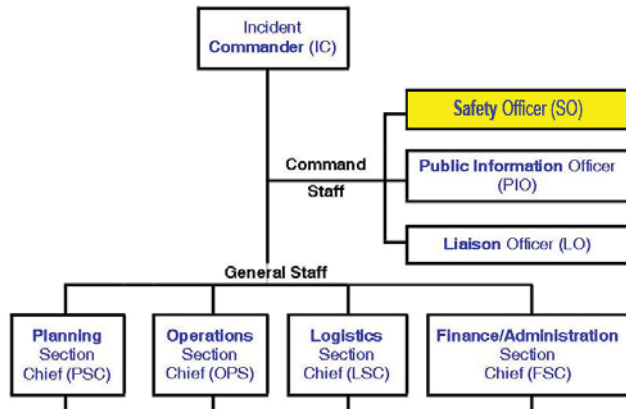 Incident
Commander (IC)
Safety Officer (SO)
Command
Staff
Public Information Officer
(PIO)
Liaison Officer (LO)
General Staff
Planning
Section
Chief (PSC)
Operations
Section
Chief (OPS)
Logistics
Section
Chief (LSC)
Finance/Administration
Section
Chief (FSC)